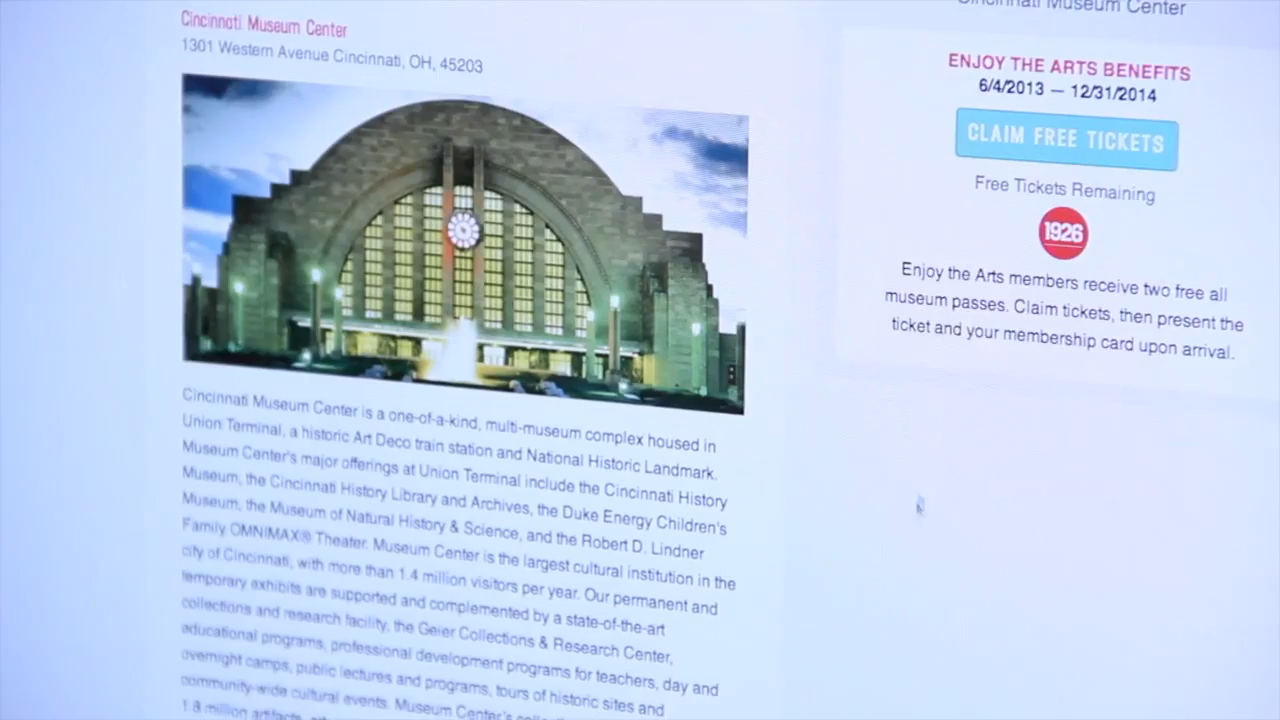 Cincinnati Museum Center
1301 Western Avenue Cincinnati, OH, 45203
Cincinnati Museum Center is a one-of-a-kind, multi-museum complex housed in
Union Terminal, a historic Art Deco train station and National Historic Landmark.
Museum Center's major offerings at Union Terminal include the Cincinnati History
Museum, the Cincinnati History Library and Archives, the Duke Energy Children's
Museum, the Museum of Natural History & Science, and the Robert D. Lindner
Family OMNIMAX® Theater. Museum Center is the largest cultural institution in the
city of Cincinnati, with more than 1.4 million visitors per year. Our permanent and
temporary exhibits are supported and complemented by a state-of-the-art
collections and research facility, the Geier Collections & Research Center,
educational programs, professional development programs for teachers, day and
overnight camps, public lectures and programs, tours of historic sites and
community-wide cultural events. Museum Center's
1.8 million artifacts,
Cincinnati Museum Center
ENJOY THE ARTS BENEFITS
6/4/2013 — 12/31/2014
CLAIM FREE TICKETS
Free Tickets Remaining
1926
Enjoy the Arts members receive two free all
museum passes. Claim tickets, then present the
ticket and your membership card upon arrival.